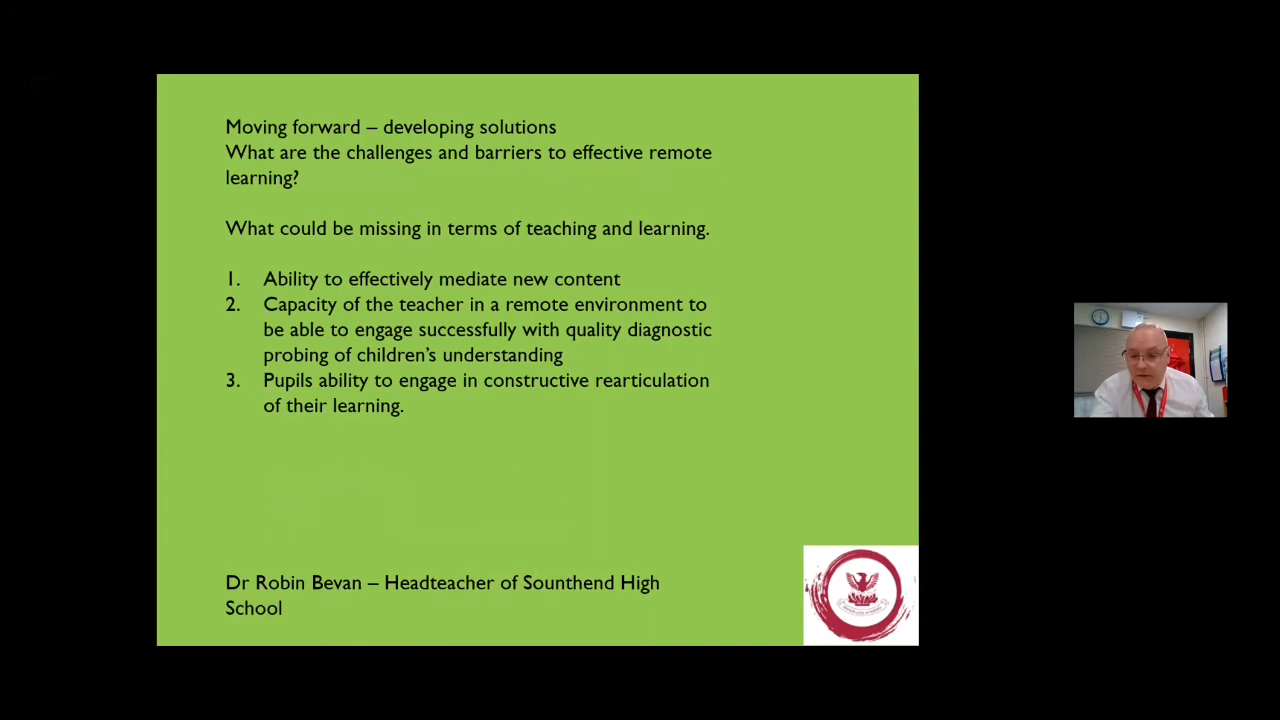 Moving forward – developing solutions
What are the challenges and barriers to effective remote
learning?
What could be missing in terms of teaching and learning.
1. Ability to effectively mediate new content
2. Capacity of the teacher in a remote environment to
be able to engage successfully with quality diagnostic
probing of children’s understanding
3. Pupils ability to engage in constructive rearticulation
of their learning.
Dr Robin Bevan – Headteacher of Sounthend High
School